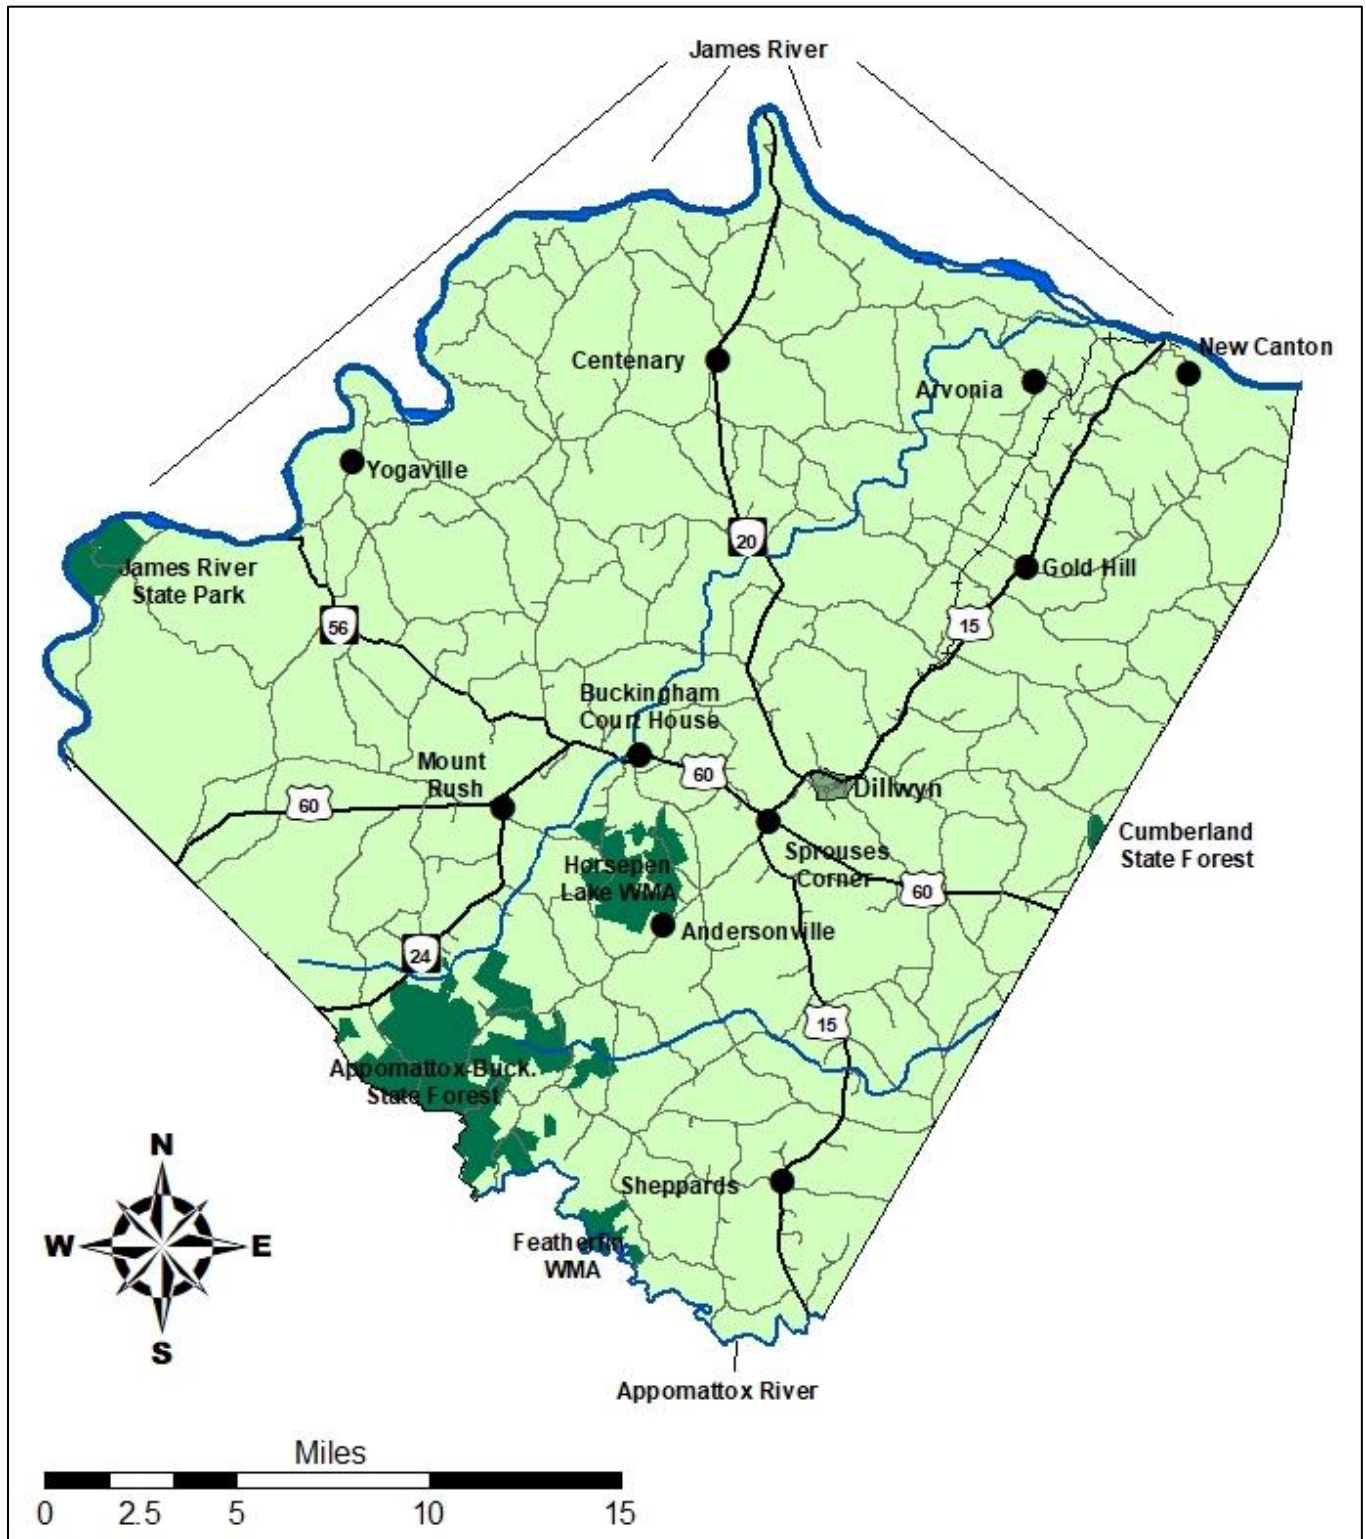 James River
New Canton
Centenary
Arvonia
Yogaville
20
James River
State Park
Gold Hill
56
15
Buckingham
Court House
Mount
Rush
60
60
Dillwyn
Cumberland
State Forest
Sprouses
Corner
Horsepen
Lake WMA
60
Andersonville
24
15
Appomattox-Buck.
State Forest
N
W
E
S
Sheppards
Featherfin
WMA
Appomattox River
Miles
0 2.5 5 10 15